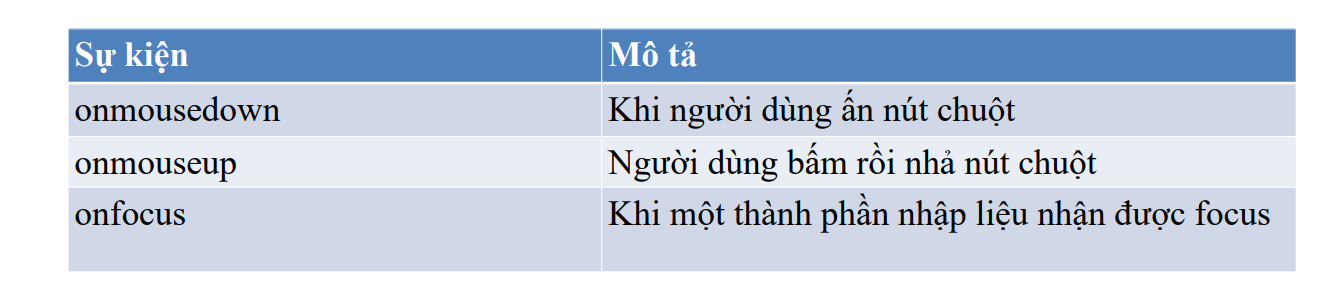 Sự kiện Mô tả
onmousedown Khi người dùng ấn nút chuột
onmouseup Người dùng bấm rồi nhả nút chuột
onfocus Khi một thành phần nhập liệu nhận được focus